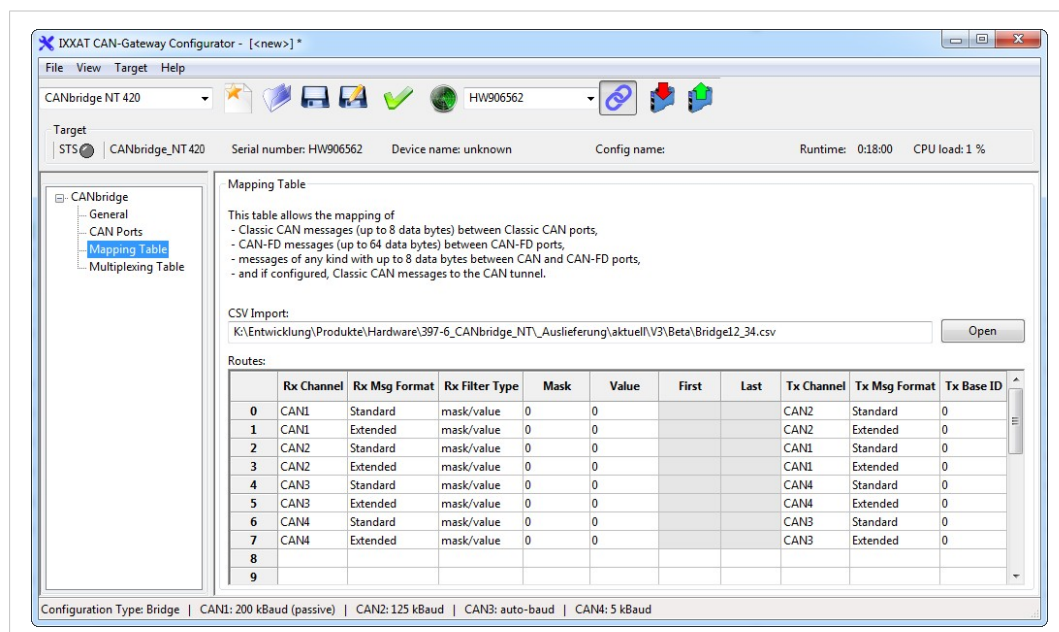 IXXAT CAN-Gateway Configurator - [<new>] *
File View Target Help
CANbridge NT 420 HW906562
Target
STS CANbridge_NT 420 Serial number: HW906562 Device name: unknown Config name: Runtime: 0:18:00 CPU load: 1 %
CANbridge
General
CAN Ports
Mapping Table
Multiplexing Table
Mapping Table
This table allows the mapping of
- Classic CAN messages (up to 8 data bytes) between Classic CAN ports,
- CAN-FD messages (up to 64 data bytes) between CAN-FD ports,
- messages of any kind with up to 8 data bytes between CAN and CAN-FD ports,
- and if configured, Classic CAN messages to the CAN tunnel.
CSV Import:
K:\Entwicklung\Produkte\Hardware\397-6_CANbridge_NT\_Auslieferung\aktuell\V3\Beta\Bridge12_34.csv Open
Routes:
Rx Channel Rx Msg Format Rx Filter Type Mask Value First Last Tx Channel Tx Msg Format Tx Base ID
0 CAN1 Standard mask/value 0 0 CAN2 Standard 0
1 CAN1 Extended mask/value 0 0 CAN2 Extended 0
2 CAN2 Standard mask/value 0 0 CAN1 Standard 0
3 CAN2 Extended mask/value 0 0 CAN1 Extended 0
4 CAN3 Standard mask/value 0 0 CAN4 Standard 0
5 CAN3 Extended mask/value 0 0 CAN4 Extended 0
6 CAN4 Standard mask/value 0 0 CAN3 Standard 0
7 CAN4 Extended mask/value 0 0 CAN3 Extended 0
8
9
Configuration Type: Bridge | CAN1: 200 kBaud (passive) | CAN2: 125 kBaud | CAN3: auto-baud | CAN4: 5 kBaud